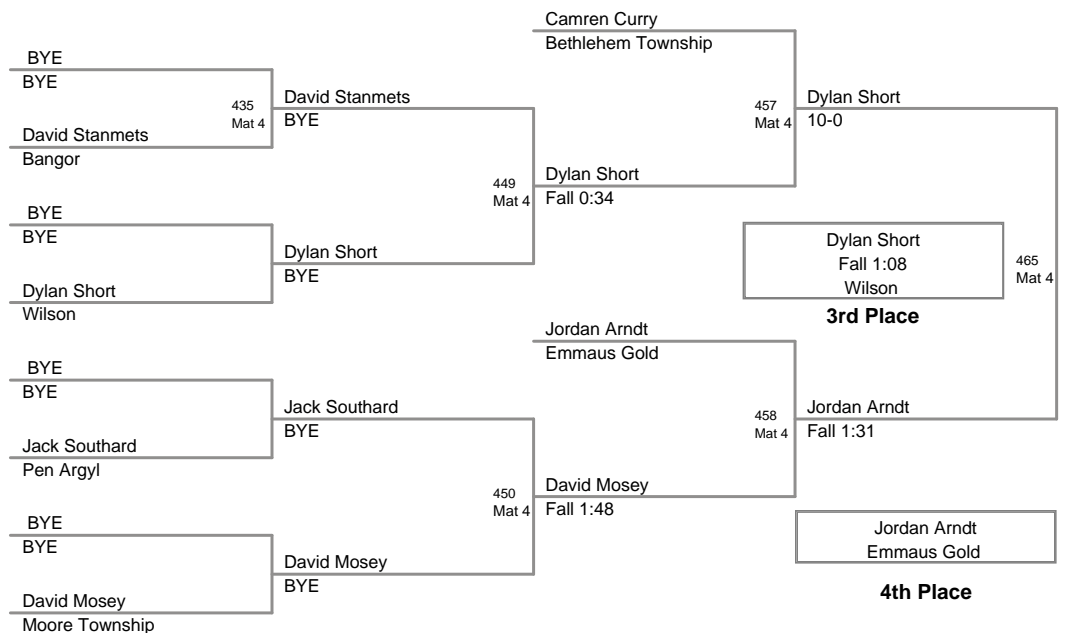 Camren Curry
Bethlehem Township
BYE
BYE
435
Mat 4
David Stanmets
BYE
457
Mat 4
Dylan Short
10-0
David Stanmets
Bangor
449
Mat 4
Dylan Short
Fall 0:34
BYE
BYE
Dylan Short
BYE
Dylan Short
Fall 1:08
Wilson
465
Mat 4
3rd Place
Dylan Short
Wilson
Jordan Arndt
Emmaus Gold
BYE
BYE
Jack Southard
BYE
458
Mat 4
Jordan Arndt
Fall 1:31
Jack Southard
Pen Argyl
450
Mat 4
David Mosey
Fall 1:48
BYE
BYE
David Mosey
BYE
Jordan Arndt
Emmaus Gold
4th Place
David Mosey
Moore Township